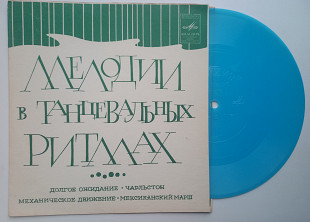 МЕЛОДИИ
В ТАНЦЕВАЛЬНЫХ
РИТМАХ
ДОЛГОЕ ОЖИДАНИЕ • ЧАРЛЬСТОН
МЕХАНИЧЕСКОЕ ДВИЖЕНИЕ • МЕКСИКАНСКИЙ МАРШ